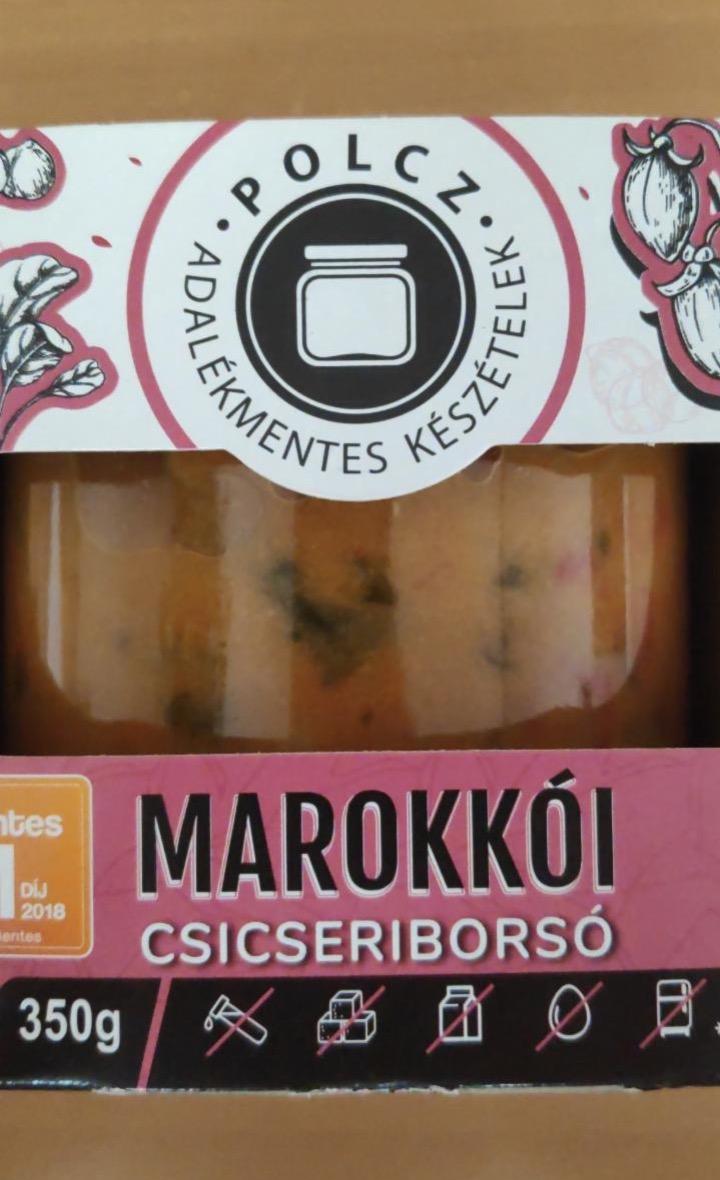 POLCZ
ADALÉKMENTES KÉSZÉTELEK
MAROKKÓI
CSICSERIBORSÓ
DÍJ
2018
350g